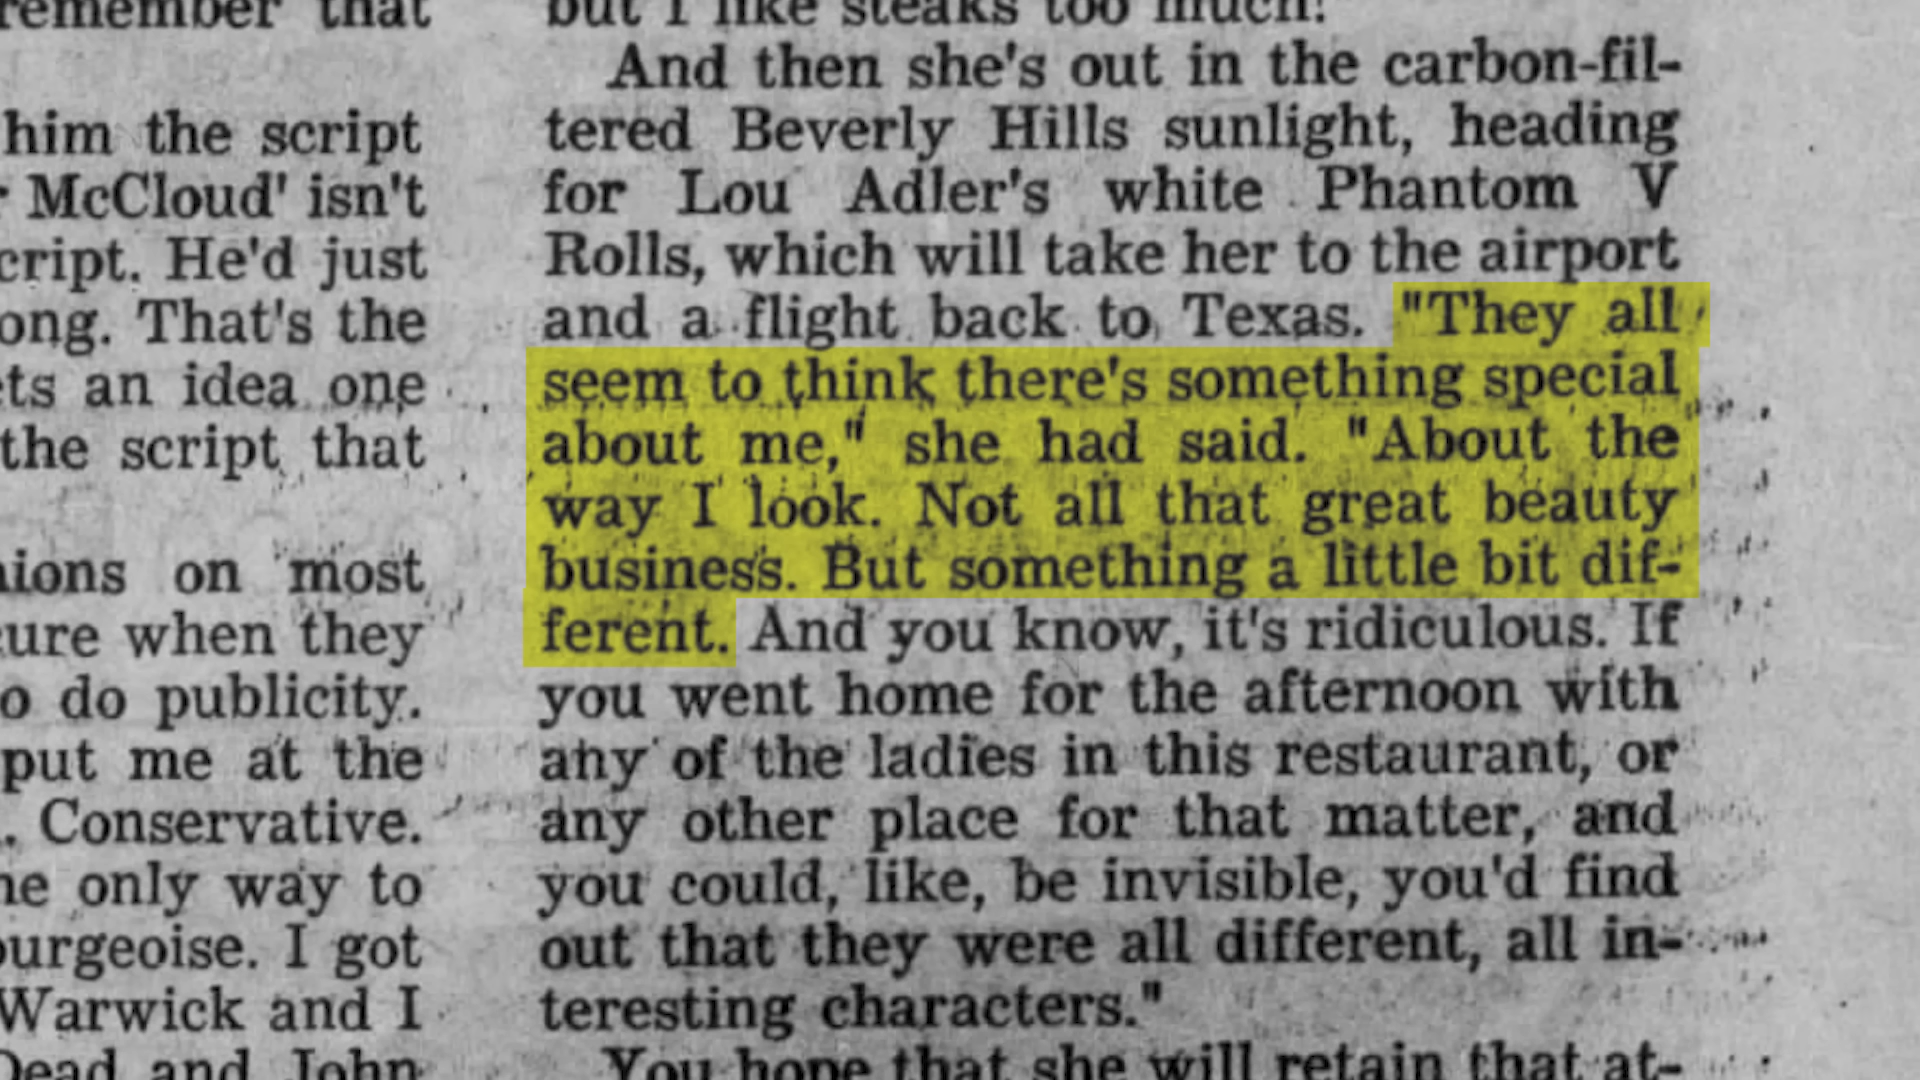 remember that
him the script
McCloud' isn't
cript. He'd just
ong. That's the
ets an idea one
the script that
nions on most
ture when they
o do publicity.
put me at the
. Conservative.
he only way to
ourgeoise. I got
Warwick and I
Dead and John
but I like steaks too much!
And then she's out in the carbon-fil-
tered Beverly Hills sunlight, heading
for Lou Adler's white Phantom V
Rolls, which will take her to the airport
and a flight back to Texas. "They all
seem to think there's something special
about me," she had said. "About the
way I look. Not all that great beauty
business. But something a little bit dif-
ferent. And you know, it's ridiculous. If
you went home for the afternoon with
any of the ladies in this restaurant, or
any other place for that matter, and
you could, like, be invisible, you'd find
out that they were all different, all in-
teresting characters."
You hope that she will retain that at-